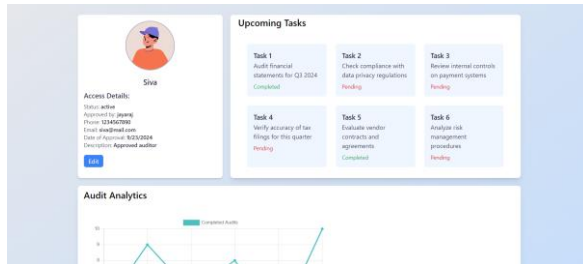 Siva
Access Details:
Status: active
Approved by: jayaraj
Phone: 1234567890
Email: siva@mail.com
Date of Approval: 9/23/2024
Description: Approved auditor
Edit
Upcoming Tasks
Task 1
Audit financial
statements for Q3 2024
Completed
Task 2
Check compliance with
data privacy regulations
Pending
Task 3
Review internal controls
on payment systems
Pending
Task 4
Verify accuracy of tax
filings for this quarter
Pending
Task 5
Evaluate vendor
contracts and
agreements
Completed
Task 6
Analyze risk
management
procedures
Pending
Audit Analytics
Completed Audits
10
9
8